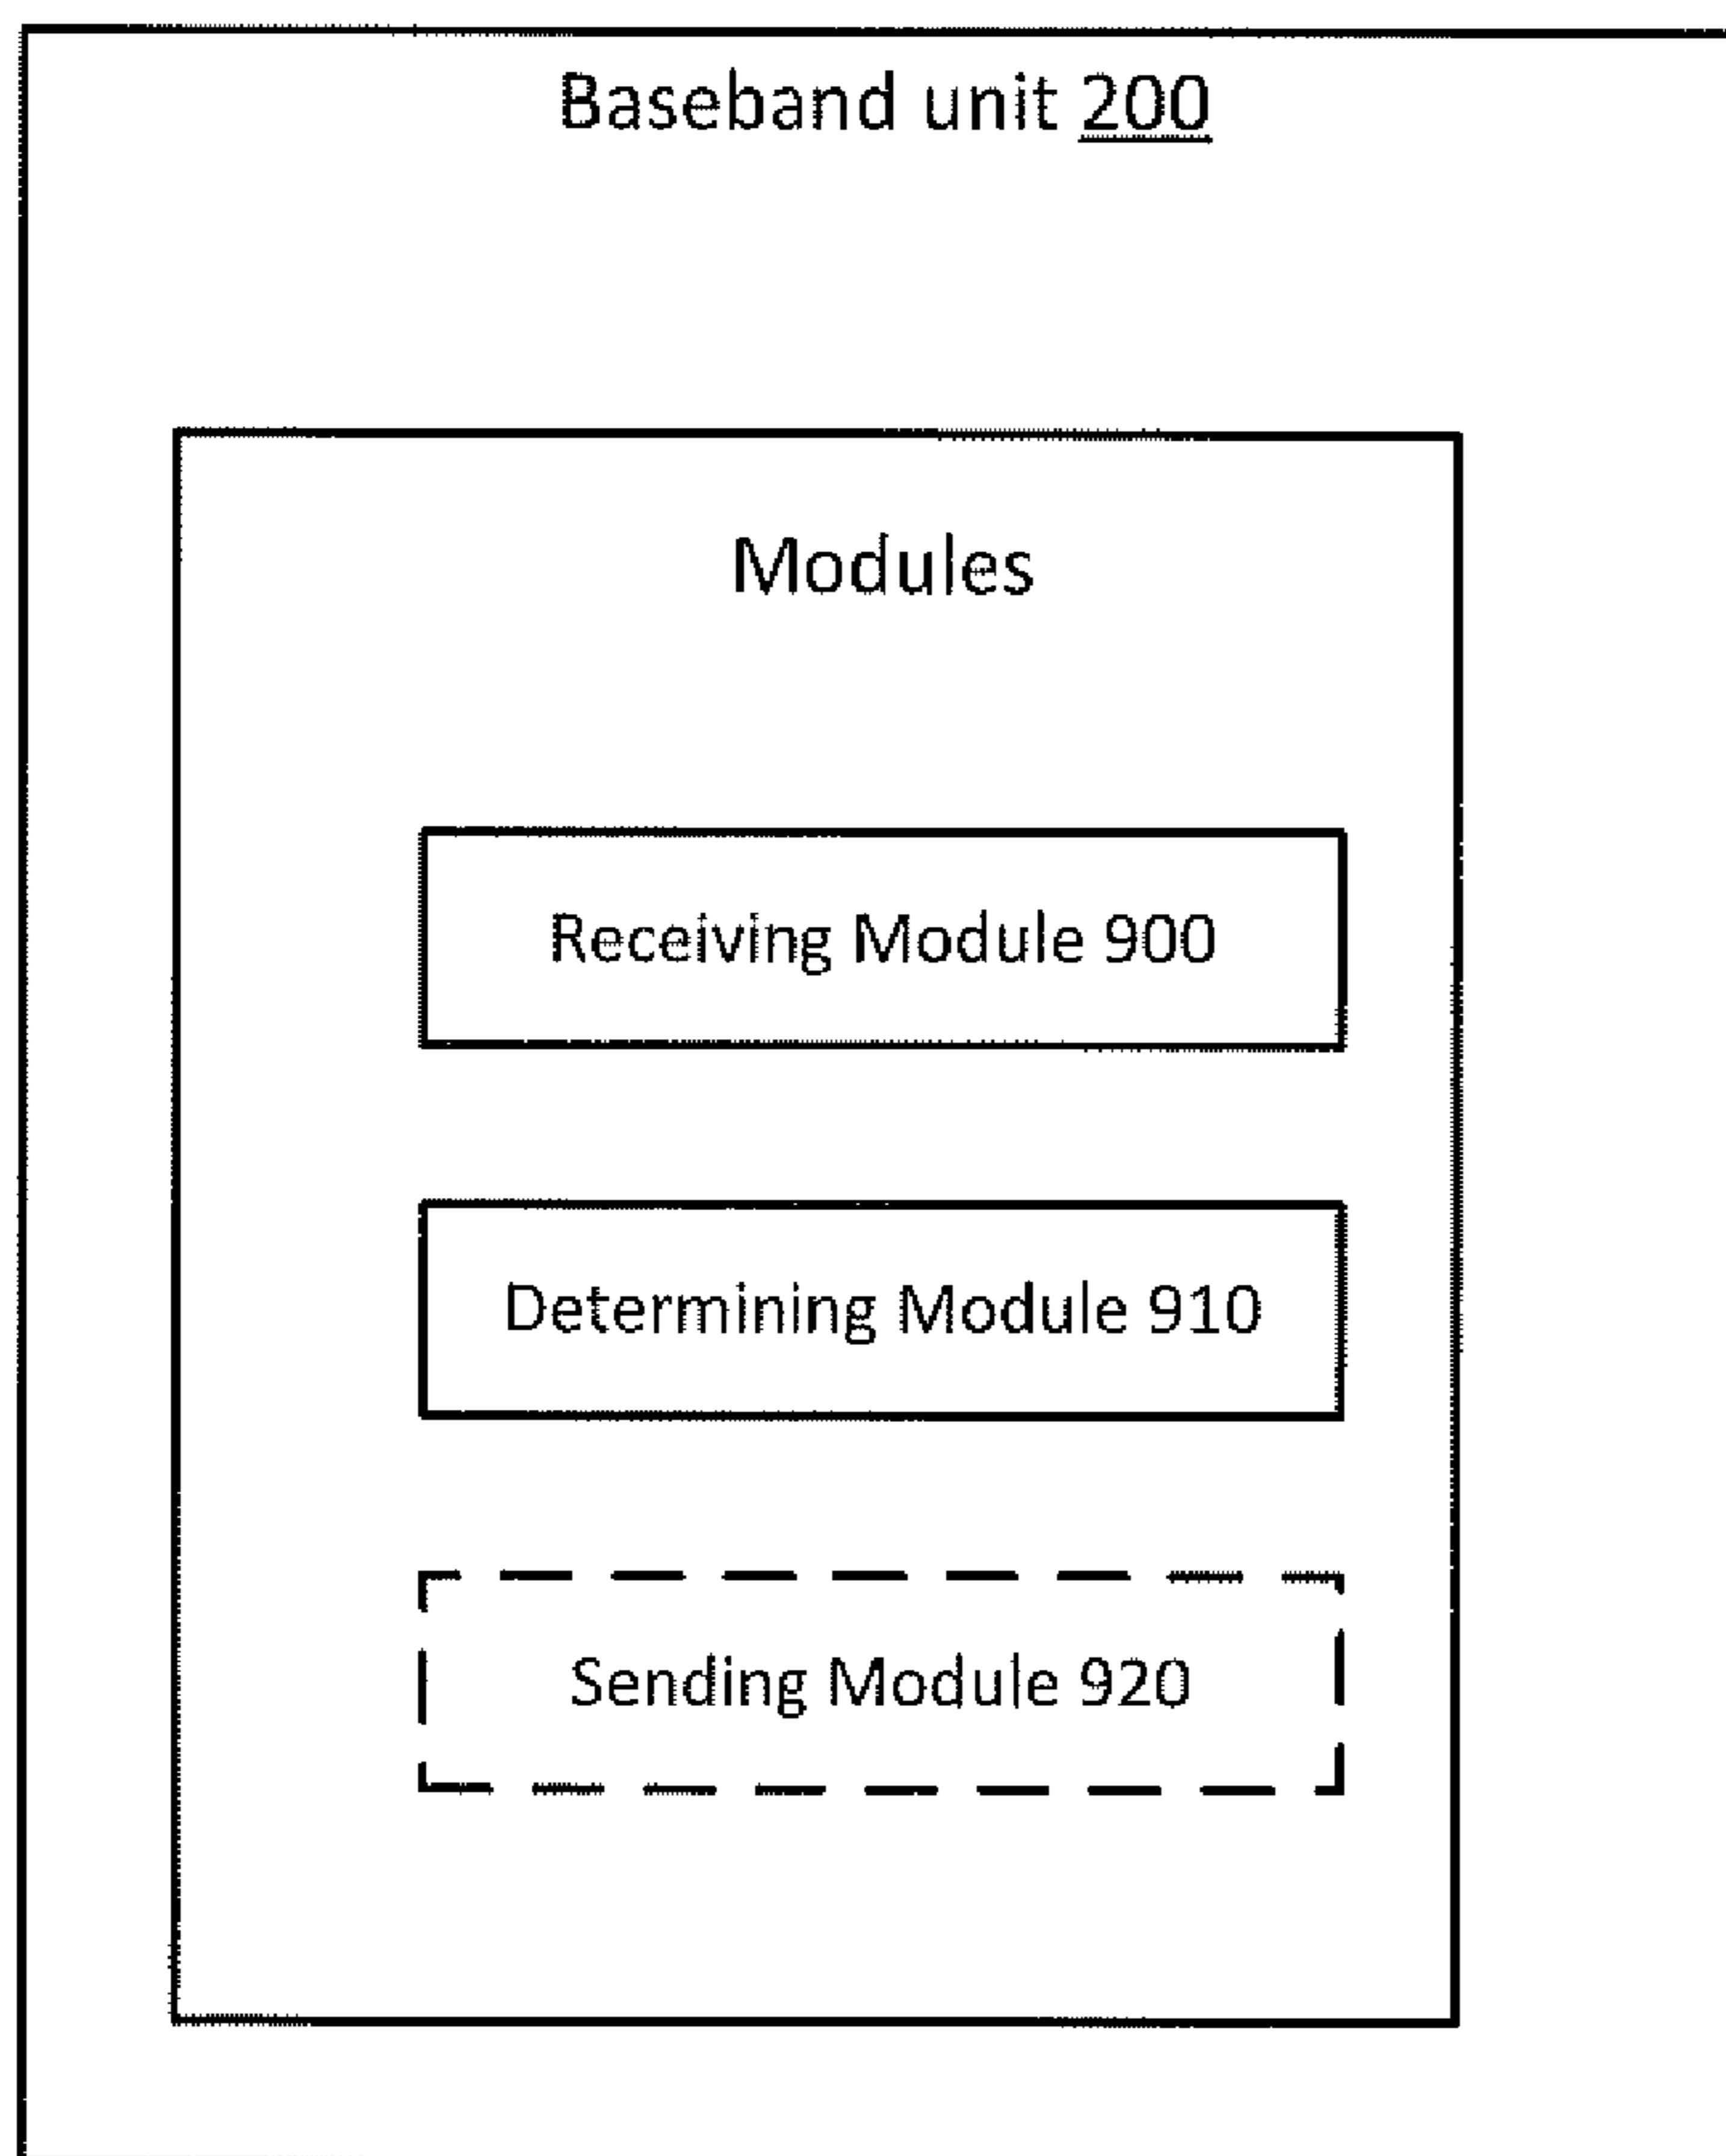 Baseband unit 200
Modules
Receiving Module 900
Determining Module 910
Sending Module 920